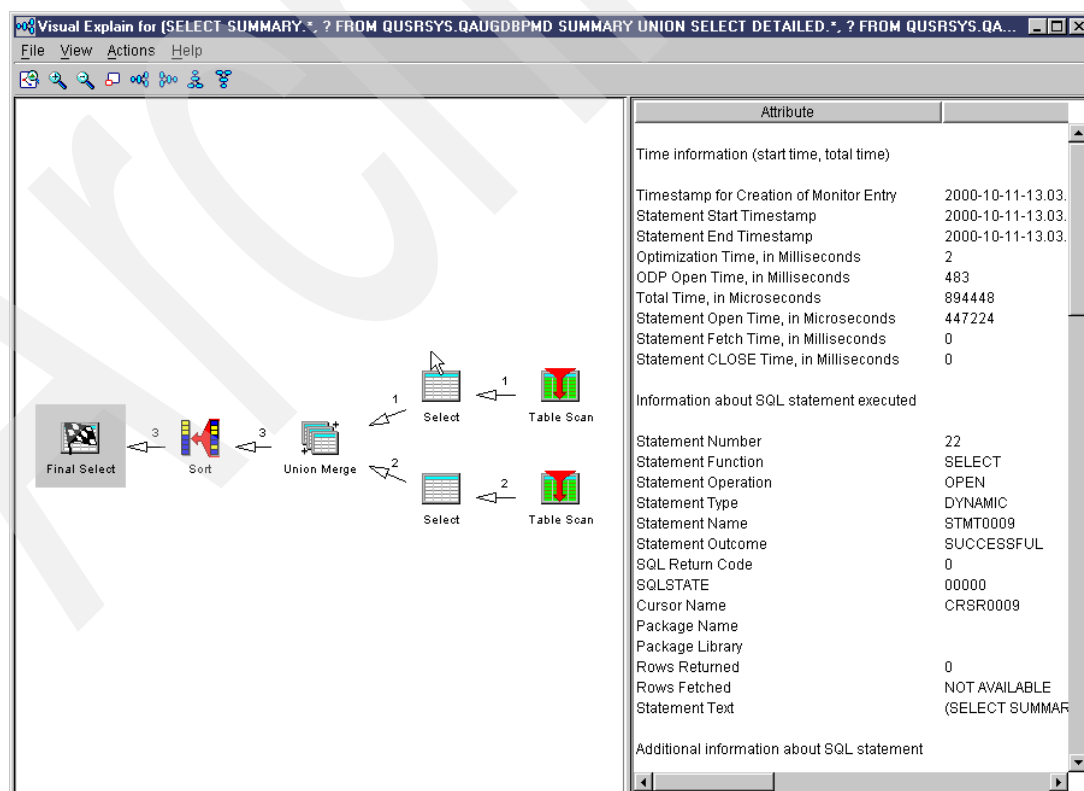 Visual Explain for (SELECT SUMMARY.*, ? FROM QUSRSYS.QAUGDBPMD SUMMARY UNION SELECT DETAILED.*, ? FROM QUSRSYS.QA...
File View Actions Help
Attribute
Time information (start time, total time)
Timestamp for Creation of Monitor Entry 2000-10-11-13.03.
Statement Start Timestamp 2000-10-11-13.03.
Statement End Timestamp 2000-10-11-13.03.
Optimization Time, in Milliseconds 2
ODP Open Time, in Milliseconds 483
Total Time, in Microseconds 894448
Statement Open Time, in Microseconds 447224
Statement Fetch Time, in Milliseconds 0
Statement CLOSE Time, in Milliseconds 0
Information about SQL statement executed
Statement Number 22
Statement Function SELECT
Statement Operation OPEN
Statement Type DYNAMIC
Statement Name STMT0009
Statement Outcome SUCCESSFUL
SQL Return Code 0
SQLSTATE 00000
Cursor Name CRSR0009
Package Name
Package Library
Rows Returned 0
Rows Fetched NOT AVAILABLE
Statement Text (SELECT SUMMAR
Additional information about SQL statement
1 1
Select Table Scan
3 3
Final Select Sort Union Merge
2 2
Select Table Scan
Arch